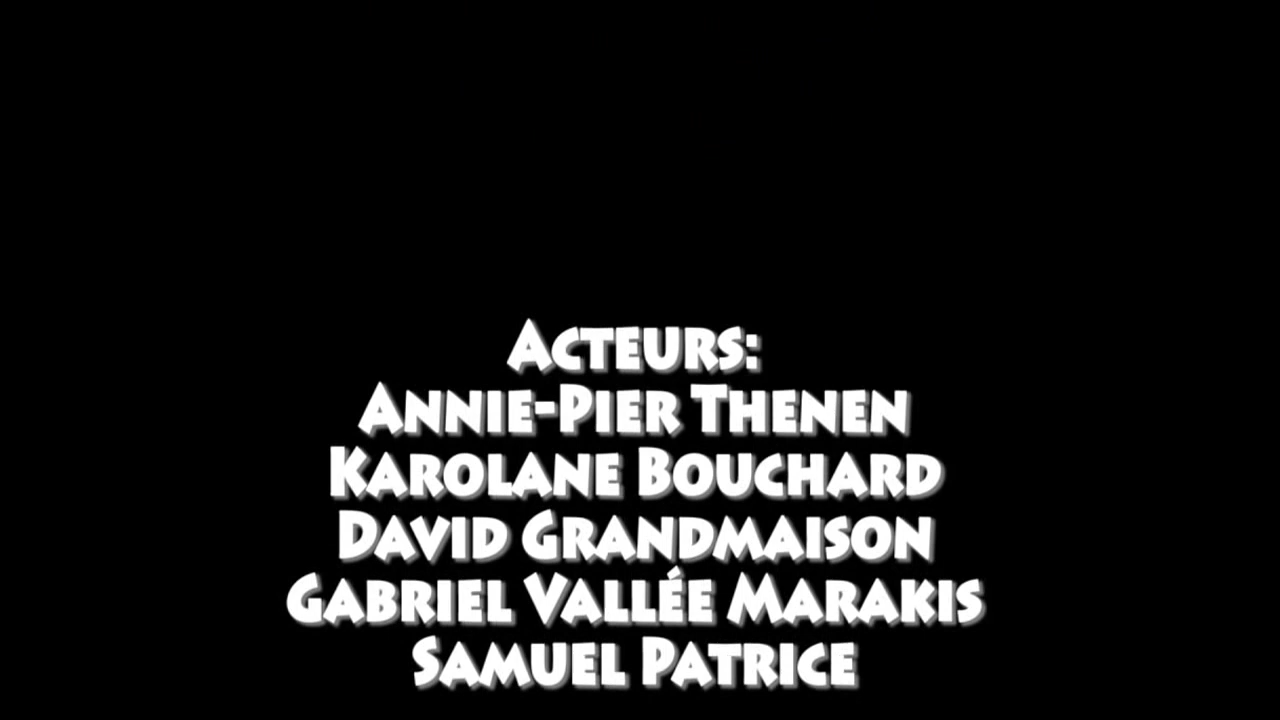 Acteurs:
Annie-Pier Thenen
Karolane Bouchard
David Grandmaison
Gabriel Vallée Marakis
Samuel Patrice